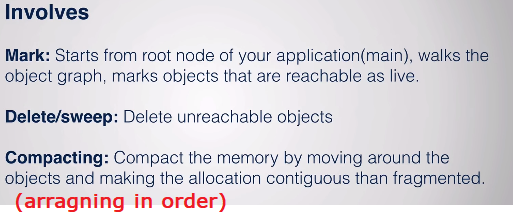 Involves
Mark: Starts from root node of your application(main), walks the
object graph, marks objects that are reachable as live.
Delete/sweep: Delete unreachable objects
Compacting: Compact the memory by moving around the
objects and making the allocation contiguous than fragmented.
(arragning in order)